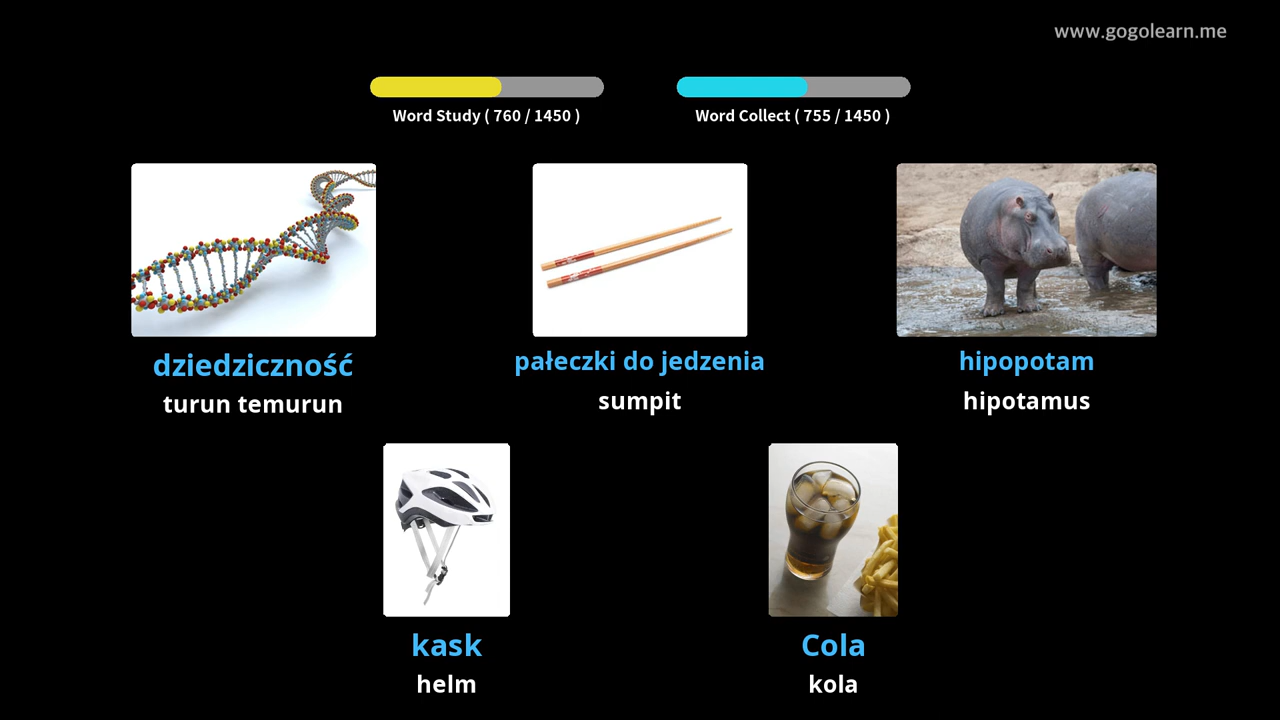 www.gogolearn.me
Word Study ( 760 / 1450 )
Word Collect ( 755 / 1450 )
dziedziczność
pałeczki do jedzenia
hipopotam
turun temurun
sumpit
hipotamus
kask
Cola
helm
kola